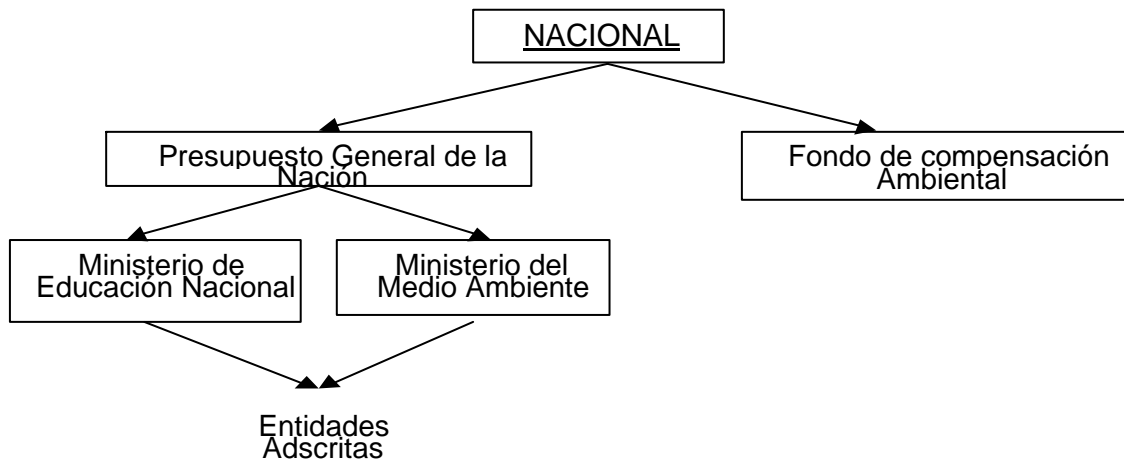 NACIONAL
Presupuesto General de la
Nación
Fondo de compensación
Ambiental
Ministerio de
Educación Nacional
Ministerio del
Medio Ambiente
Entidades
Adscritas